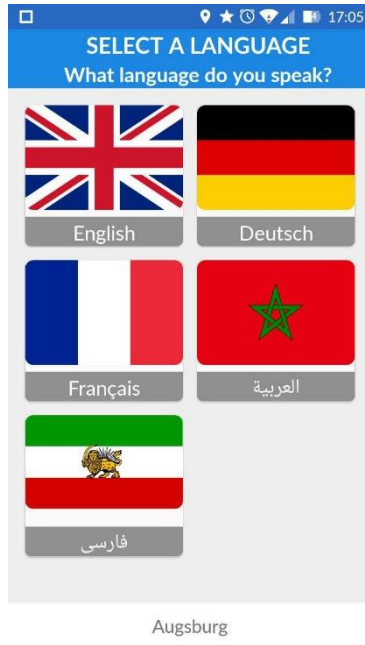 17:05
SELECT A LANGUAGE
What language do you speak?
English
Deutsch
Français
العربية
فارسی
Augsburg